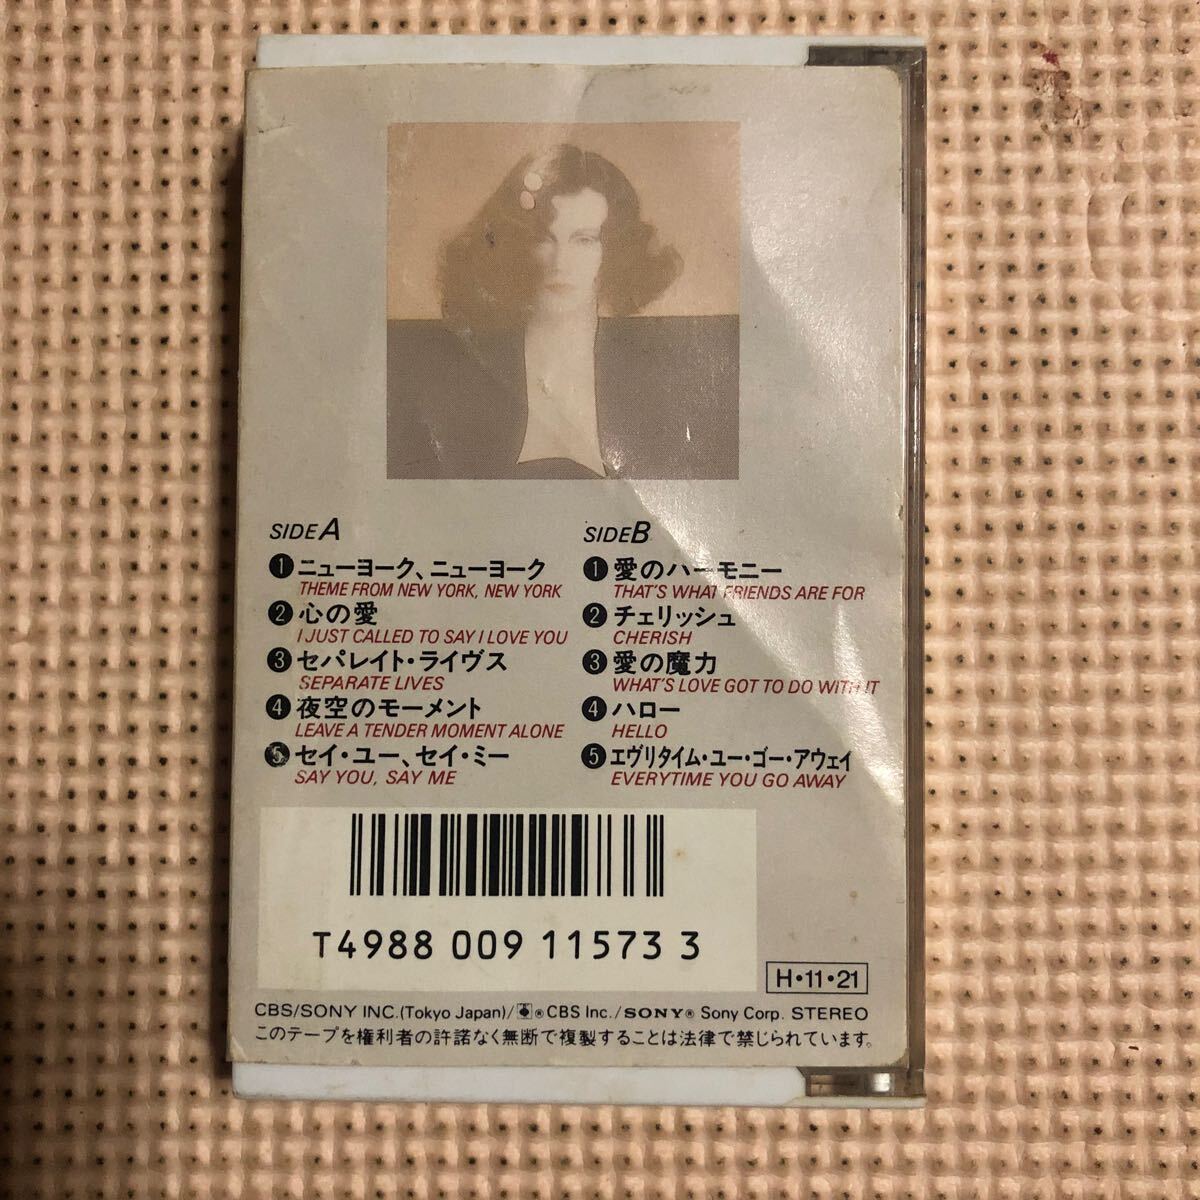 SIDE A
❶ ニューヨーク、ニューヨーク
THEME FROM NEW YORK, NEW YORK
❷ 心の愛
I JUST CALLED TO SAY I LOVE YOU
❸ セパレイト・ライヴス
SEPARATE LIVES
❹ 夜空のモーメント
LEAVE A TENDER MOMENT ALONE
❺ セイ・ユー、セイ・ミー
SAY YOU, SAY ME
SIDE B
❶ 愛のハーモニー
THAT'S WHAT FRIENDS ARE FOR
❷ チェリッシュ
CHERISH
❸ 愛の魔力
WHAT'S LOVE GOT TO DO WITH IT
❹ ハロー
HELLO
❺ エヴリタイム・ユー・ゴー・アウェイ
EVERYTIME YOU GO AWAY
T4988 009 11573 3
H・11・21
CBS/SONY INC.(Tokyo Japan)/® CBS Inc./SONY® Sony Corp. STEREO
このテープを権利者の許諾なく無断で複製することは法律で禁じられています。